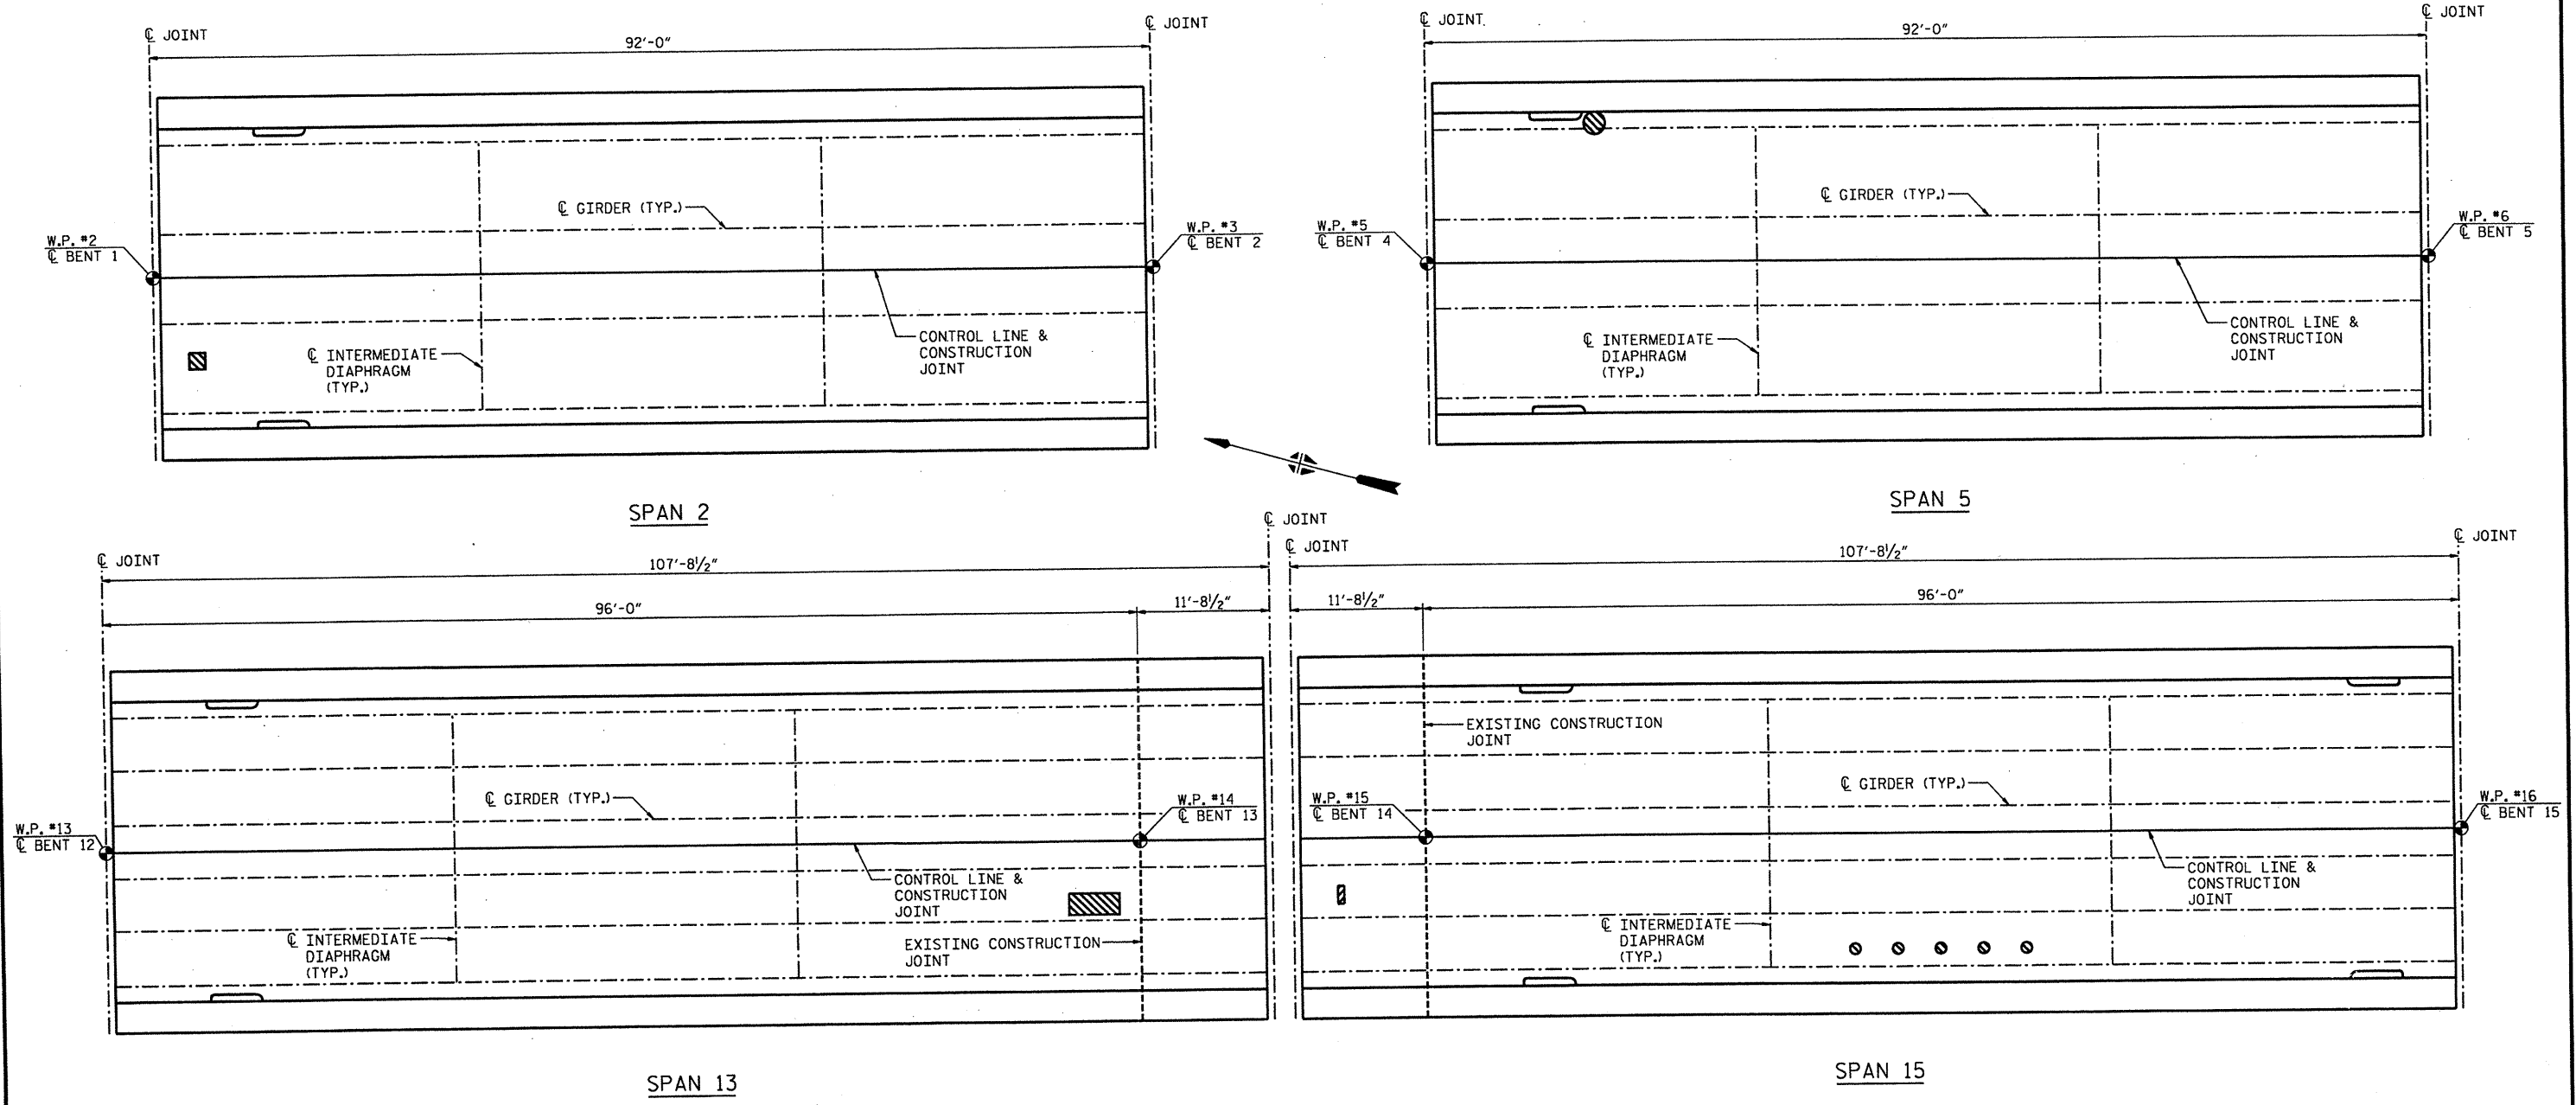 ℄ JOINT
92'-0"
℄ JOINT
W.P. #2
℄ BENT 1
℄ GIRDER (TYP.)
W.P. #3
℄ BENT 2
℄ INTERMEDIATE
DIAPHRAGM
(TYP.)
CONTROL LINE &
CONSTRUCTION
JOINT
SPAN 2
℄ JOINT
92'-0"
℄ JOINT
W.P. #5
℄ BENT 4
℄ GIRDER (TYP.)
W.P. #6
℄ BENT 5
℄ INTERMEDIATE
DIAPHRAGM
(TYP.)
CONTROL LINE &
CONSTRUCTION
JOINT
SPAN 5
℄ JOINT
107'-8½"
℄ JOINT
96'-0"
11'-8½"
W.P. #13
℄ BENT 12
℄ GIRDER (TYP.)
W.P. #14
℄ BENT 13
CONTROL LINE &
CONSTRUCTION
JOINT
℄ INTERMEDIATE
DIAPHRAGM
(TYP.)
EXISTING CONSTRUCTION
JOINT
SPAN 13
℄ JOINT
107'-8½"
℄ JOINT
11'-8½"
96'-0"
EXISTING CONSTRUCTION
JOINT
W.P. #15
℄ BENT 14
℄ GIRDER (TYP.)
W.P. #16
℄ BENT 15
CONTROL LINE &
CONSTRUCTION
JOINT
℄ INTERMEDIATE
DIAPHRAGM
(TYP.)
SPAN 15